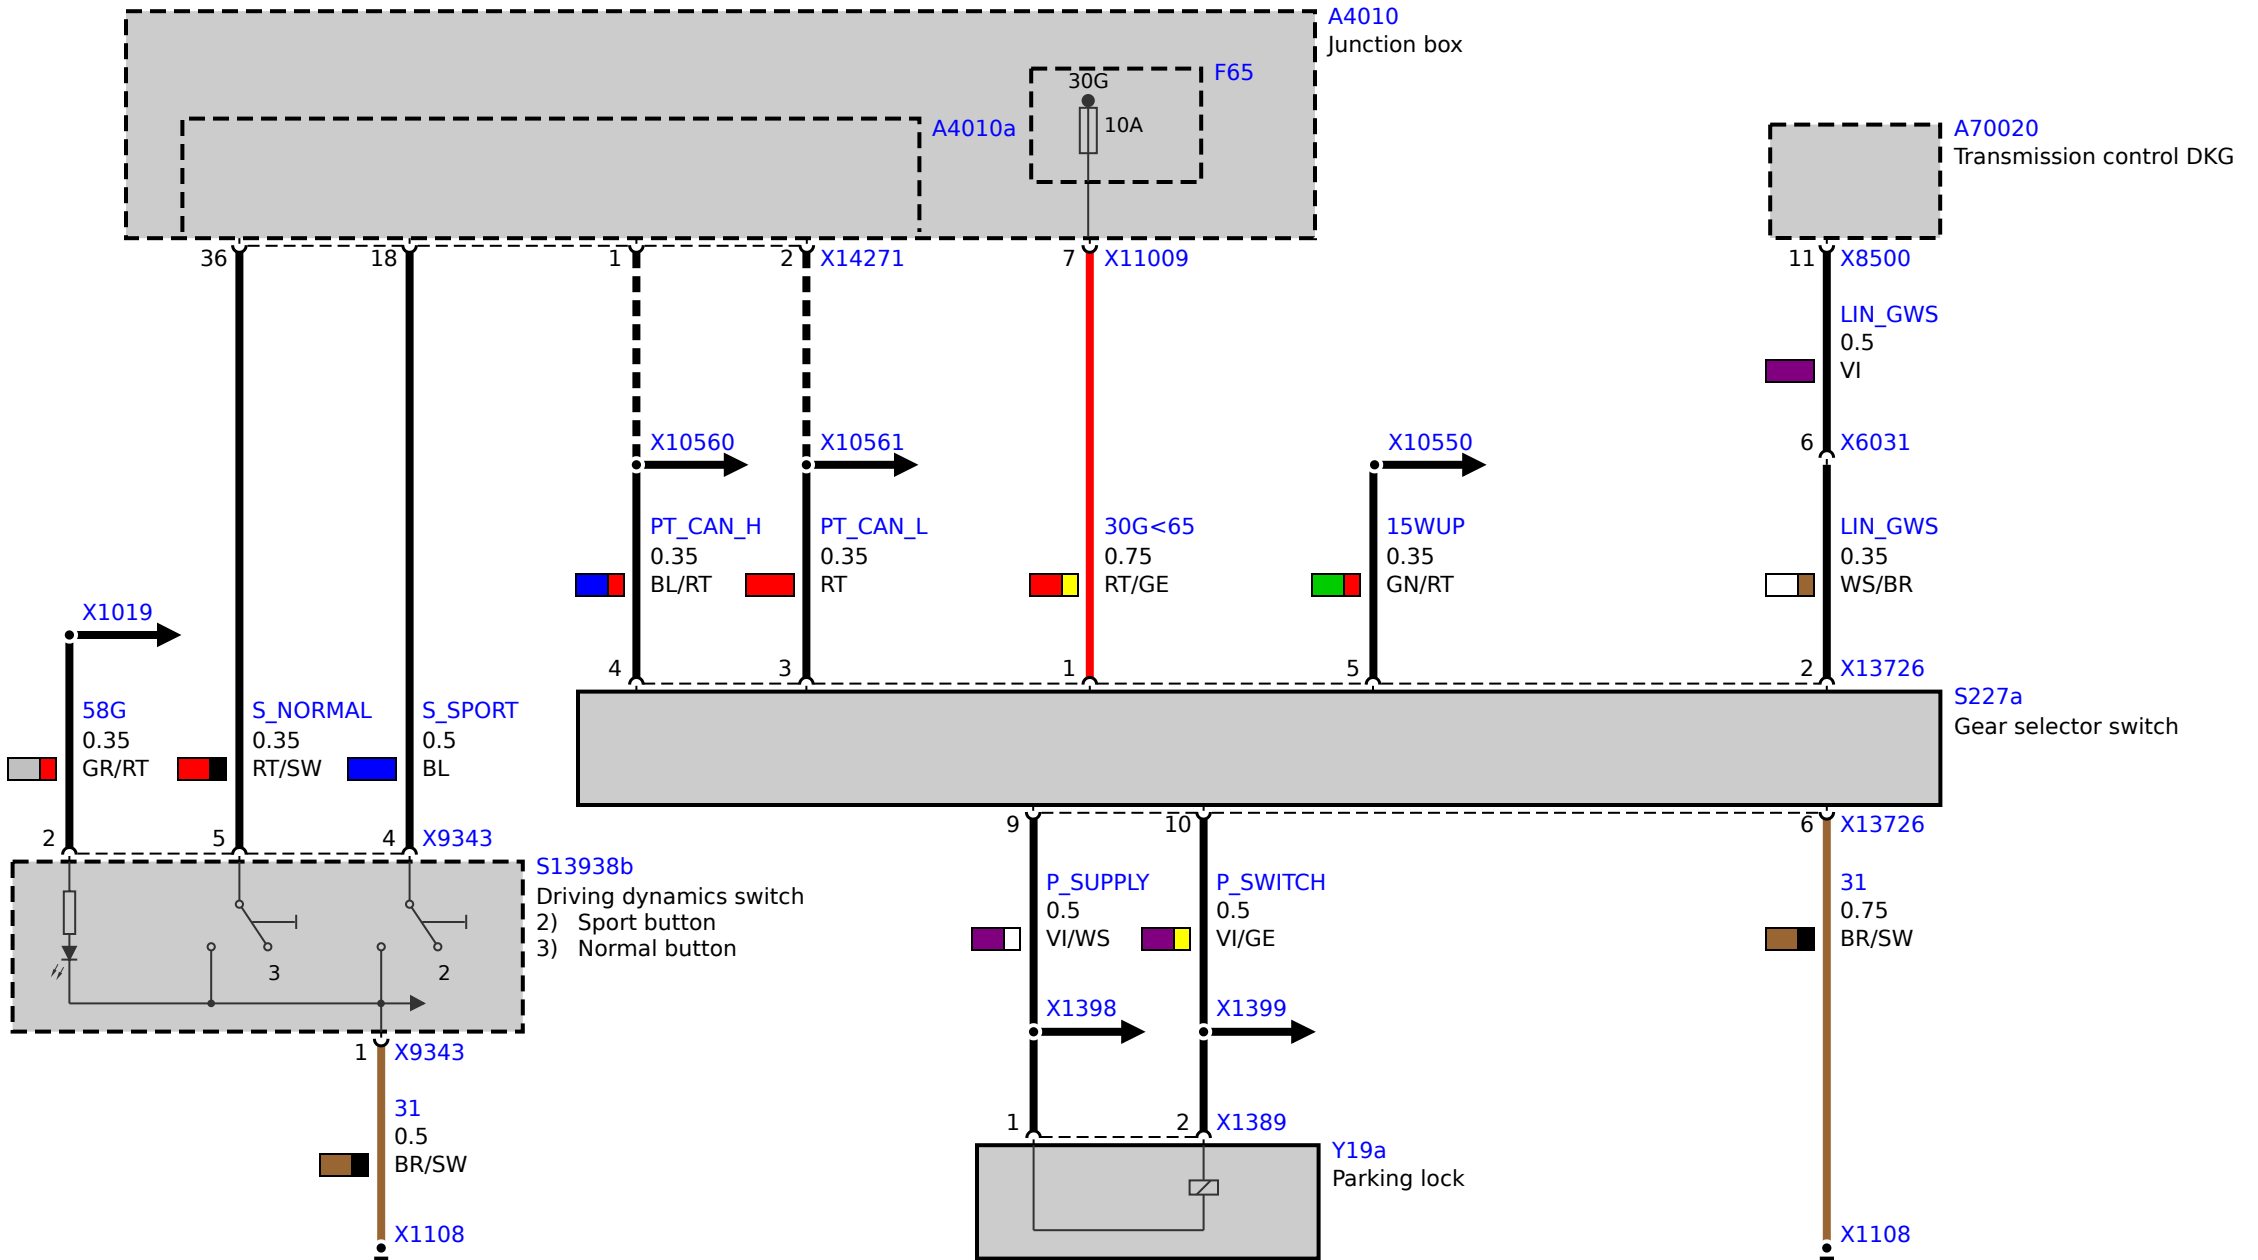 A4010
Junction box
F65
30G
10A
A4010a
A70020
Transmission control DKG
36
18
1
2 X14271
7 X11009
11 X8500
LIN_GWS
0.5
VI
X10560
X10561
X10550
6 X6031
PT_CAN_H
0.35
BL/RT
PT_CAN_L
0.35
RT
30G<65
0.75
RT/GE
15WUP
0.35
GN/RT
LIN_GWS
0.35
WS/BR
X1019
4
3
1
5
2 X13726
S227a
Gear selector switch
58G
0.35
GR/RT
S_NORMAL
0.35
RT/SW
S_SPORT
0.5
BL
2
5
4 X9343
9
10
6 X13726
S13938b
Driving dynamics switch
2) Sport button
3) Normal button
3
2
P_SUPPLY
0.5
VI/WS
P_SWITCH
0.5
VI/GE
31
0.75
BR/SW
X1398
X1399
1 X9343
31
0.5
BR/SW
1
2 X1389
Y19a
Parking lock
X1108
X1108